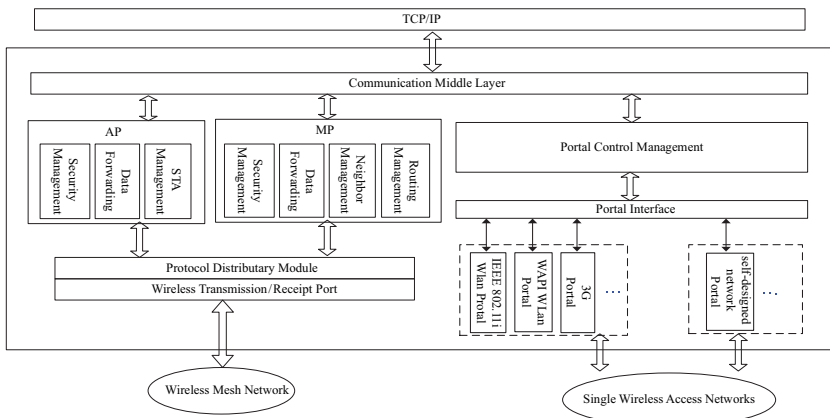 TCP/IP
Communication Middle Layer
AP
Security
Management
Data
Forwarding
STA
Management
MP
Security
Management
Data
Forwarding
Neighbor
Management
Routing
Management
Portal Control Management
Portal Interface
Protocol Distributary Module
Wireless Transmission/Receipt Port
IEEE 802.11i
Wlan Protal
WAPI WLan
Portal
3G
Portal
...
self-designed
network
Portal
...
Wireless Mesh Network
Single Wireless Access Networks